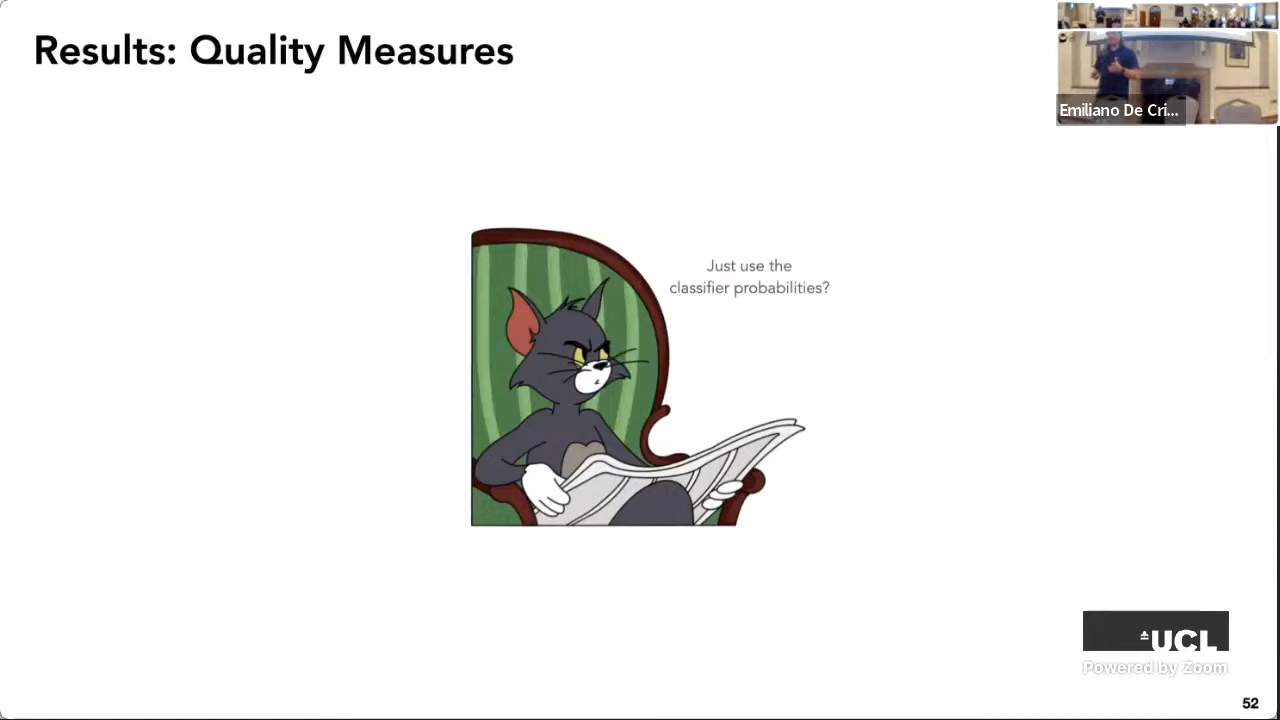 Results: Quality Measures
Emiliano De Cri...
Just use the
classifier probabilities?
UCL
Powered by Zoom
52